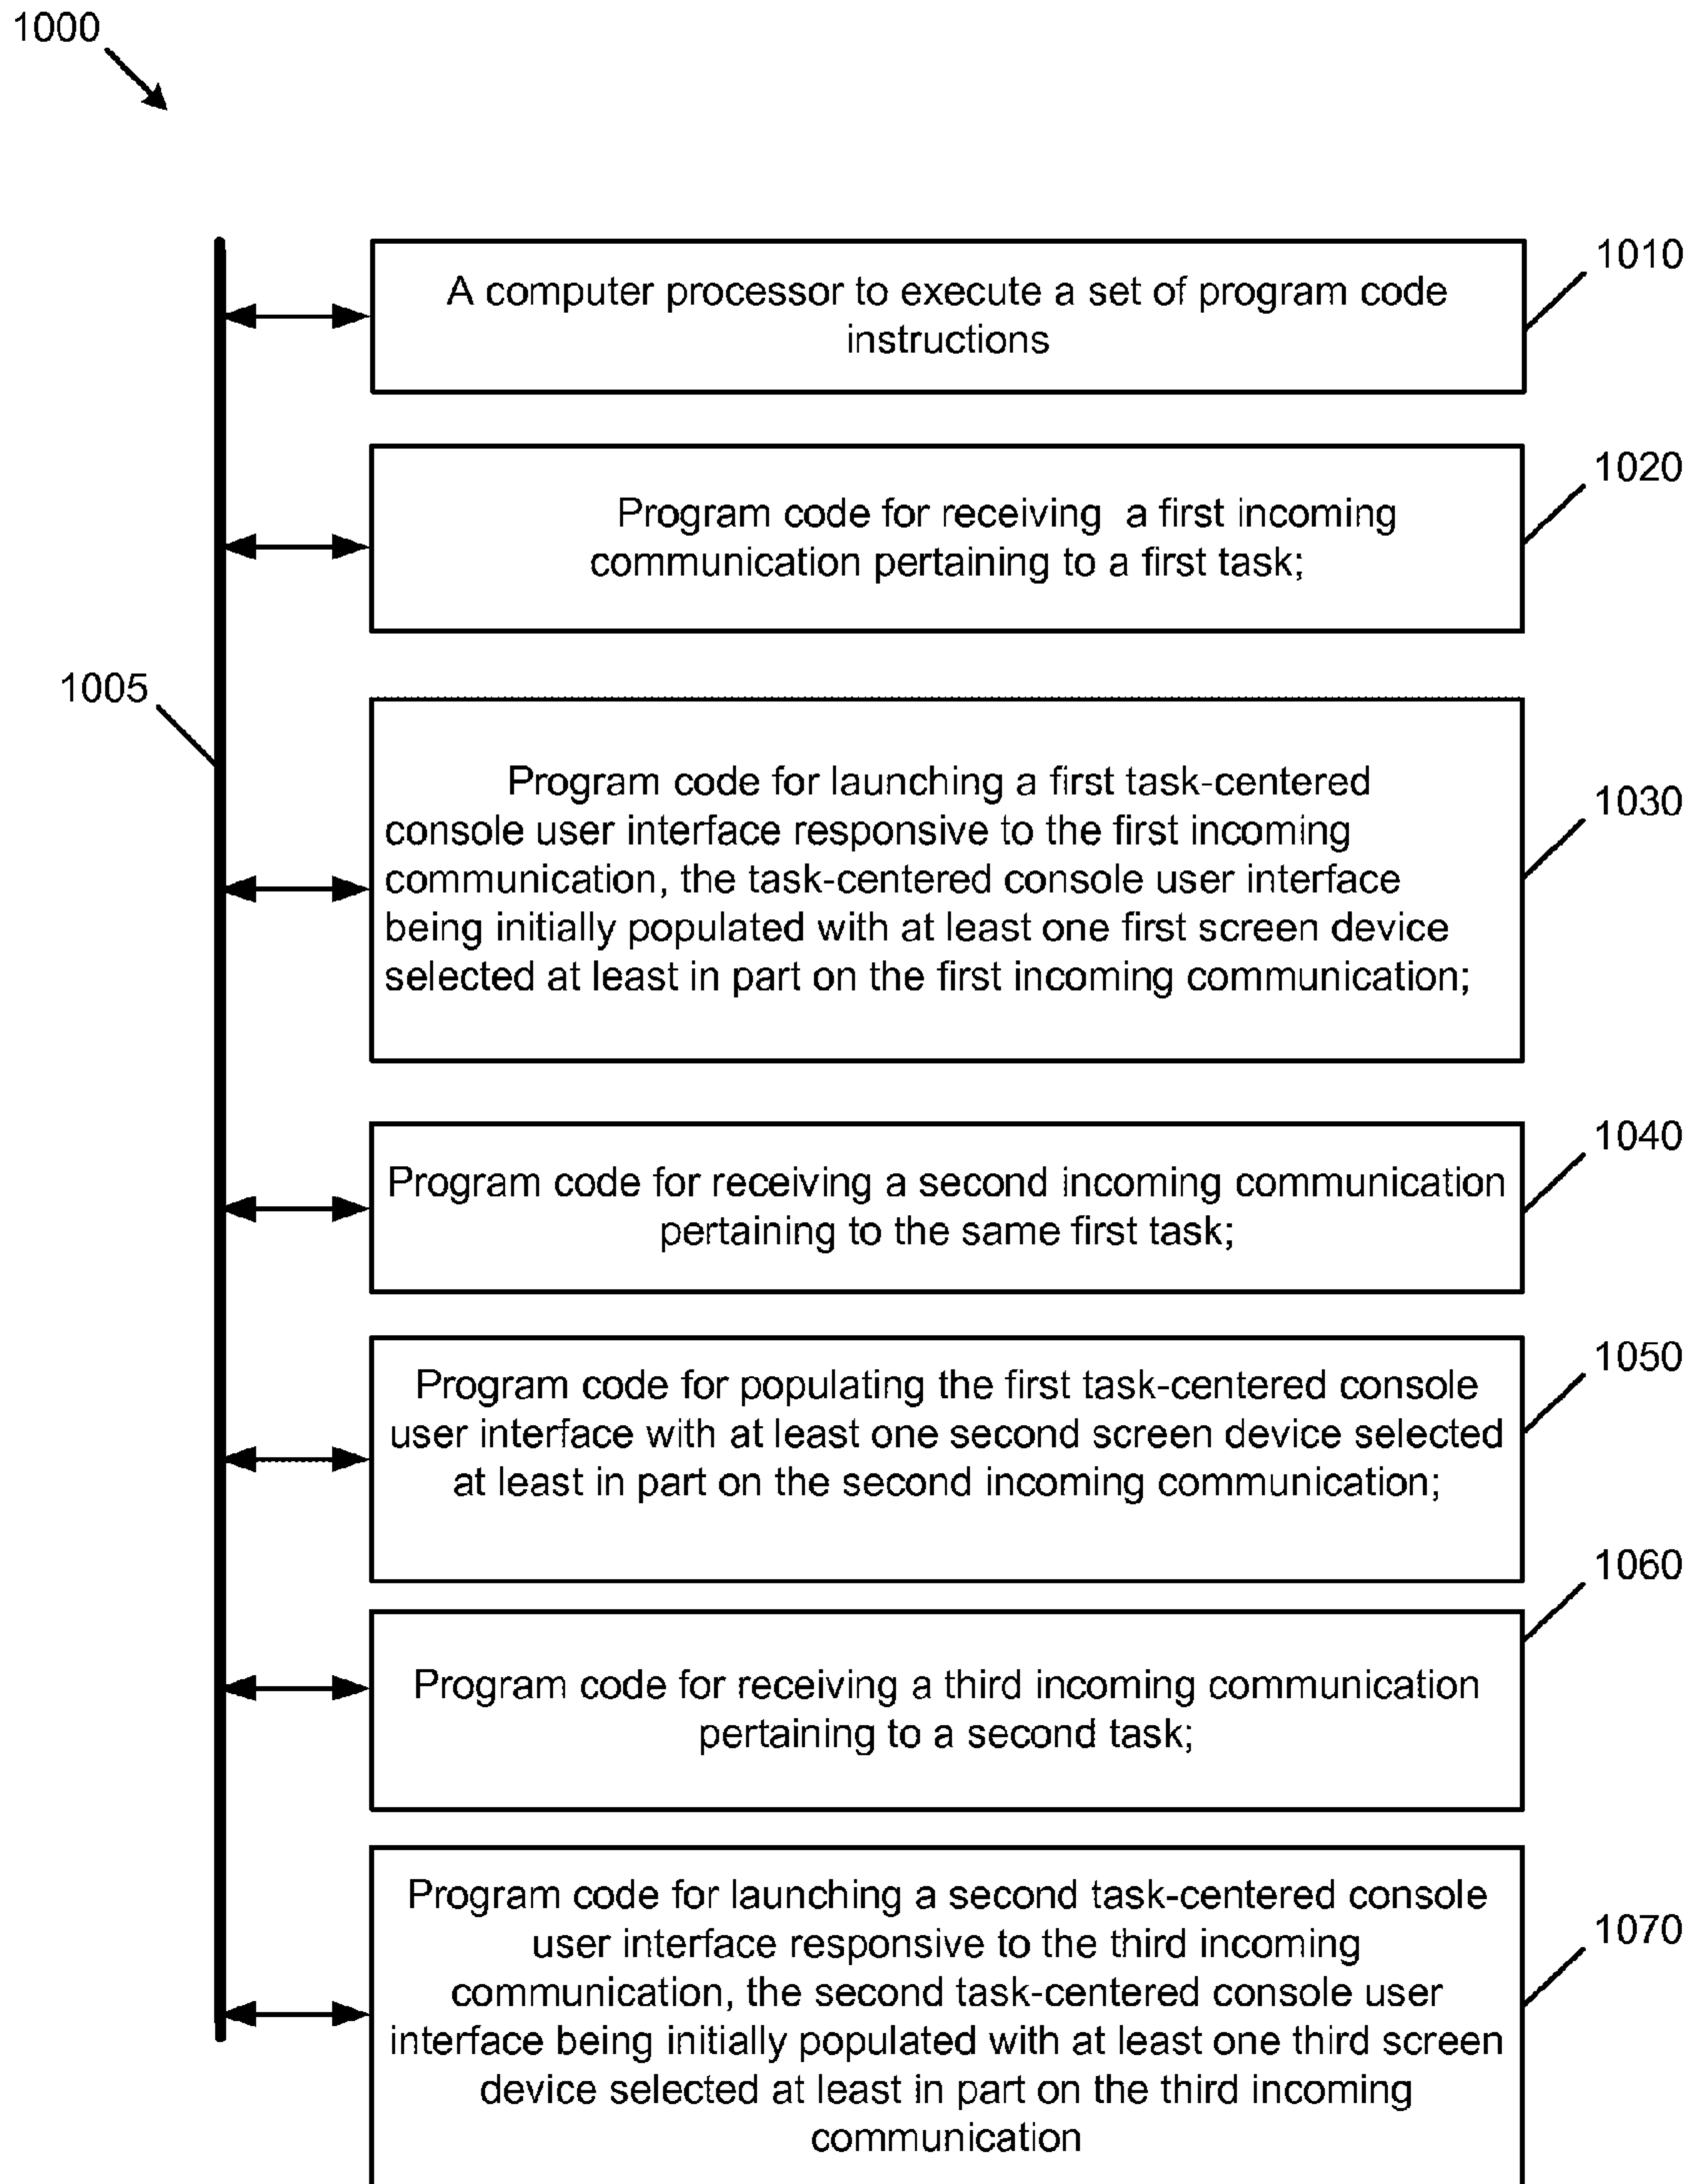 1000
A computer processor to execute a set of program code
instructions
1010
Program code for receiving a first incoming
communication pertaining to a first task;
1020
1005
Program code for launching a first task-centered
console user interface responsive to the first incoming
communication, the task-centered console user interface
being initially populated with at least one first screen device
selected at least in part on the first incoming communication;
1030
Program code for receiving a second incoming communication
pertaining to the same first task;
1040
Program code for populating the first task-centered console
user interface with at least one second screen device selected
at least in part on the second incoming communication;
1050
Program code for receiving a third incoming communication
pertaining to a second task;
1060
Program code for launching a second task-centered console
user interface responsive to the third incoming
communication, the second task-centered console user
interface being initially populated with at least one third screen
device selected at least in part on the third incoming
communication
1070